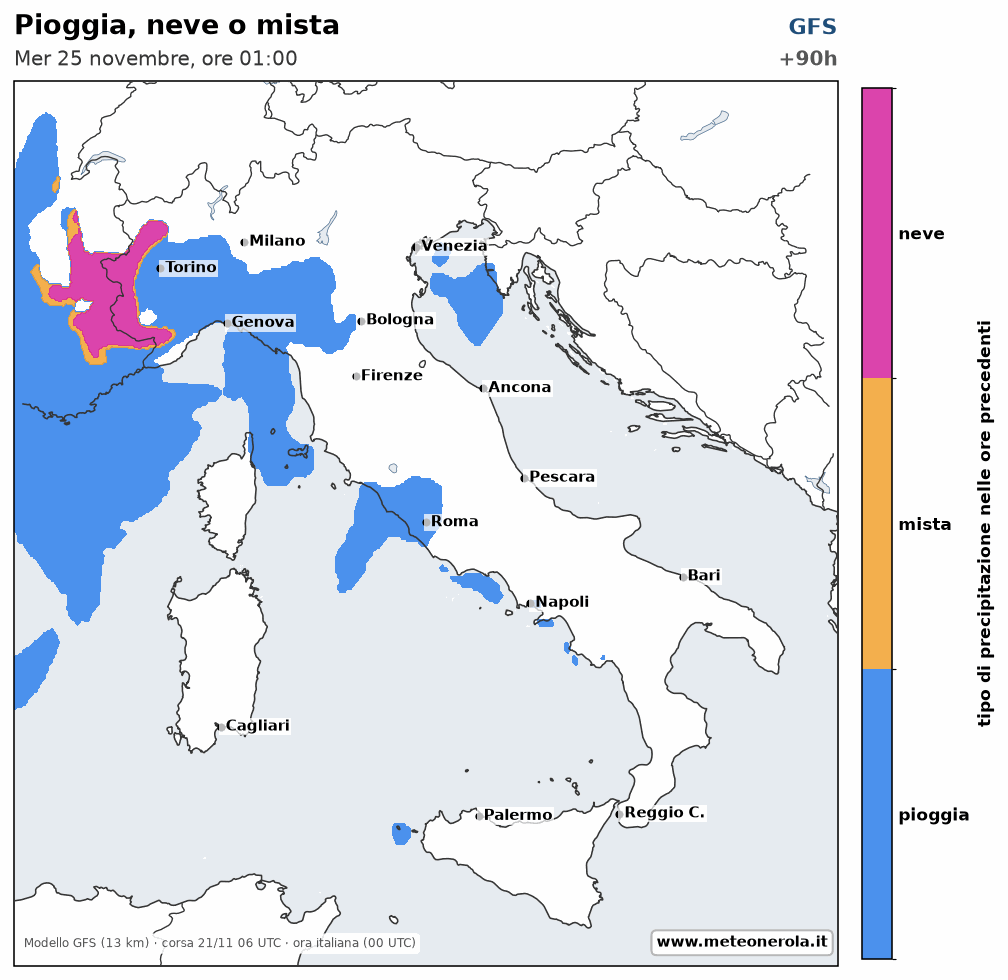 Pioggia, neve o mista
GFS
Mer 25 novembre, ore 01:00
+90h
Milano
Venezia
Torino
Genova
Bologna
Firenze
Ancona
Pescara
Roma
Bari
Napoli
Cagliari
Palermo
Reggio C.
neve
mista
pioggia
tipo di precipitazione nelle ore precedenti
Modello GFS (13 km) · corsa 21/11 06 UTC · ora italiana (00 UTC)
www.meteonerola.it